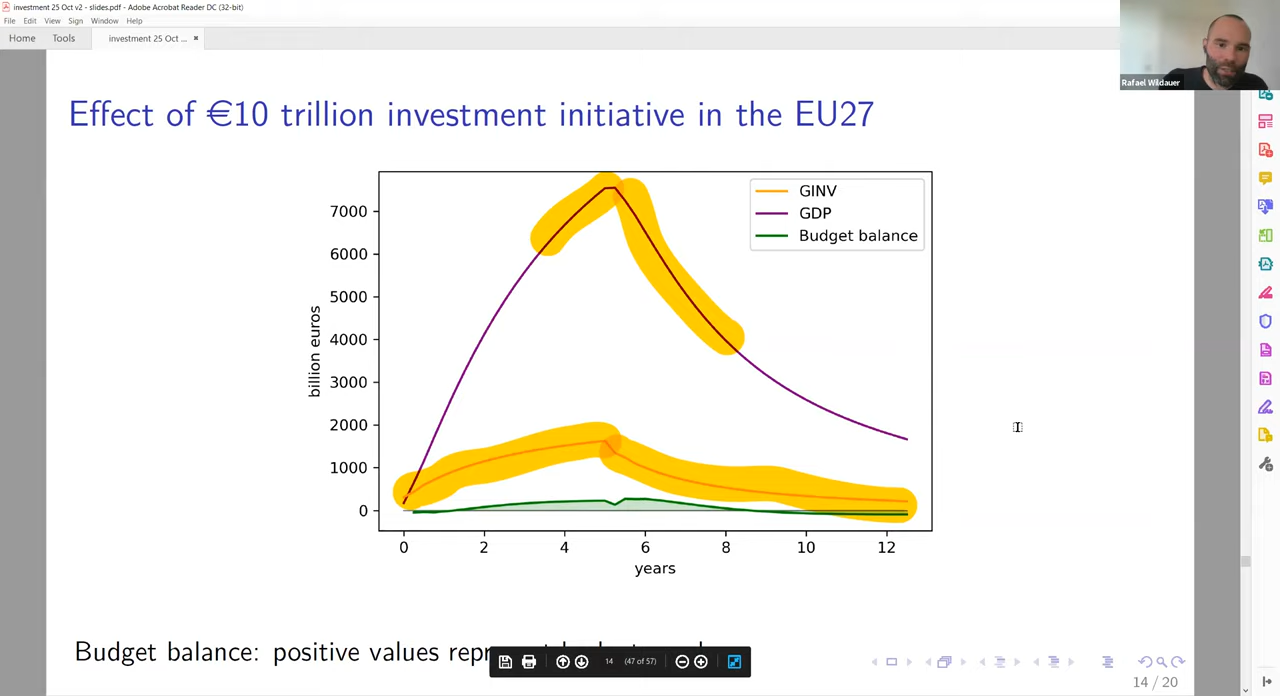 investment 25 Oct v2 - slides.pdf - Adobe Acrobat Reader DC (32-bit)
File Edit View Sign Window Help
Home Tools investment 25 Oct ... ×
Rafael Wildauer
Effect of €10 trillion investment initiative in the EU27
GINV
GDP
Budget balance
billion euros
7000
6000
5000
4000
3000
2000
1000
0
0 2 4 6 8 10 12
years
Budget balance: positive values
14 (47 of 57)
14 / 20